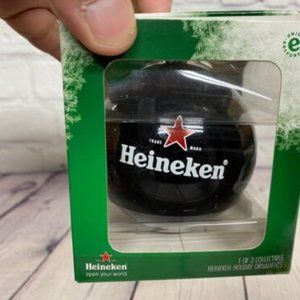 TRADE MARK
Heineken®
Heineken
open your world
1 OF 3 COLLECTIBLE
HEINEKEN HOLIDAY ORNAMENTS